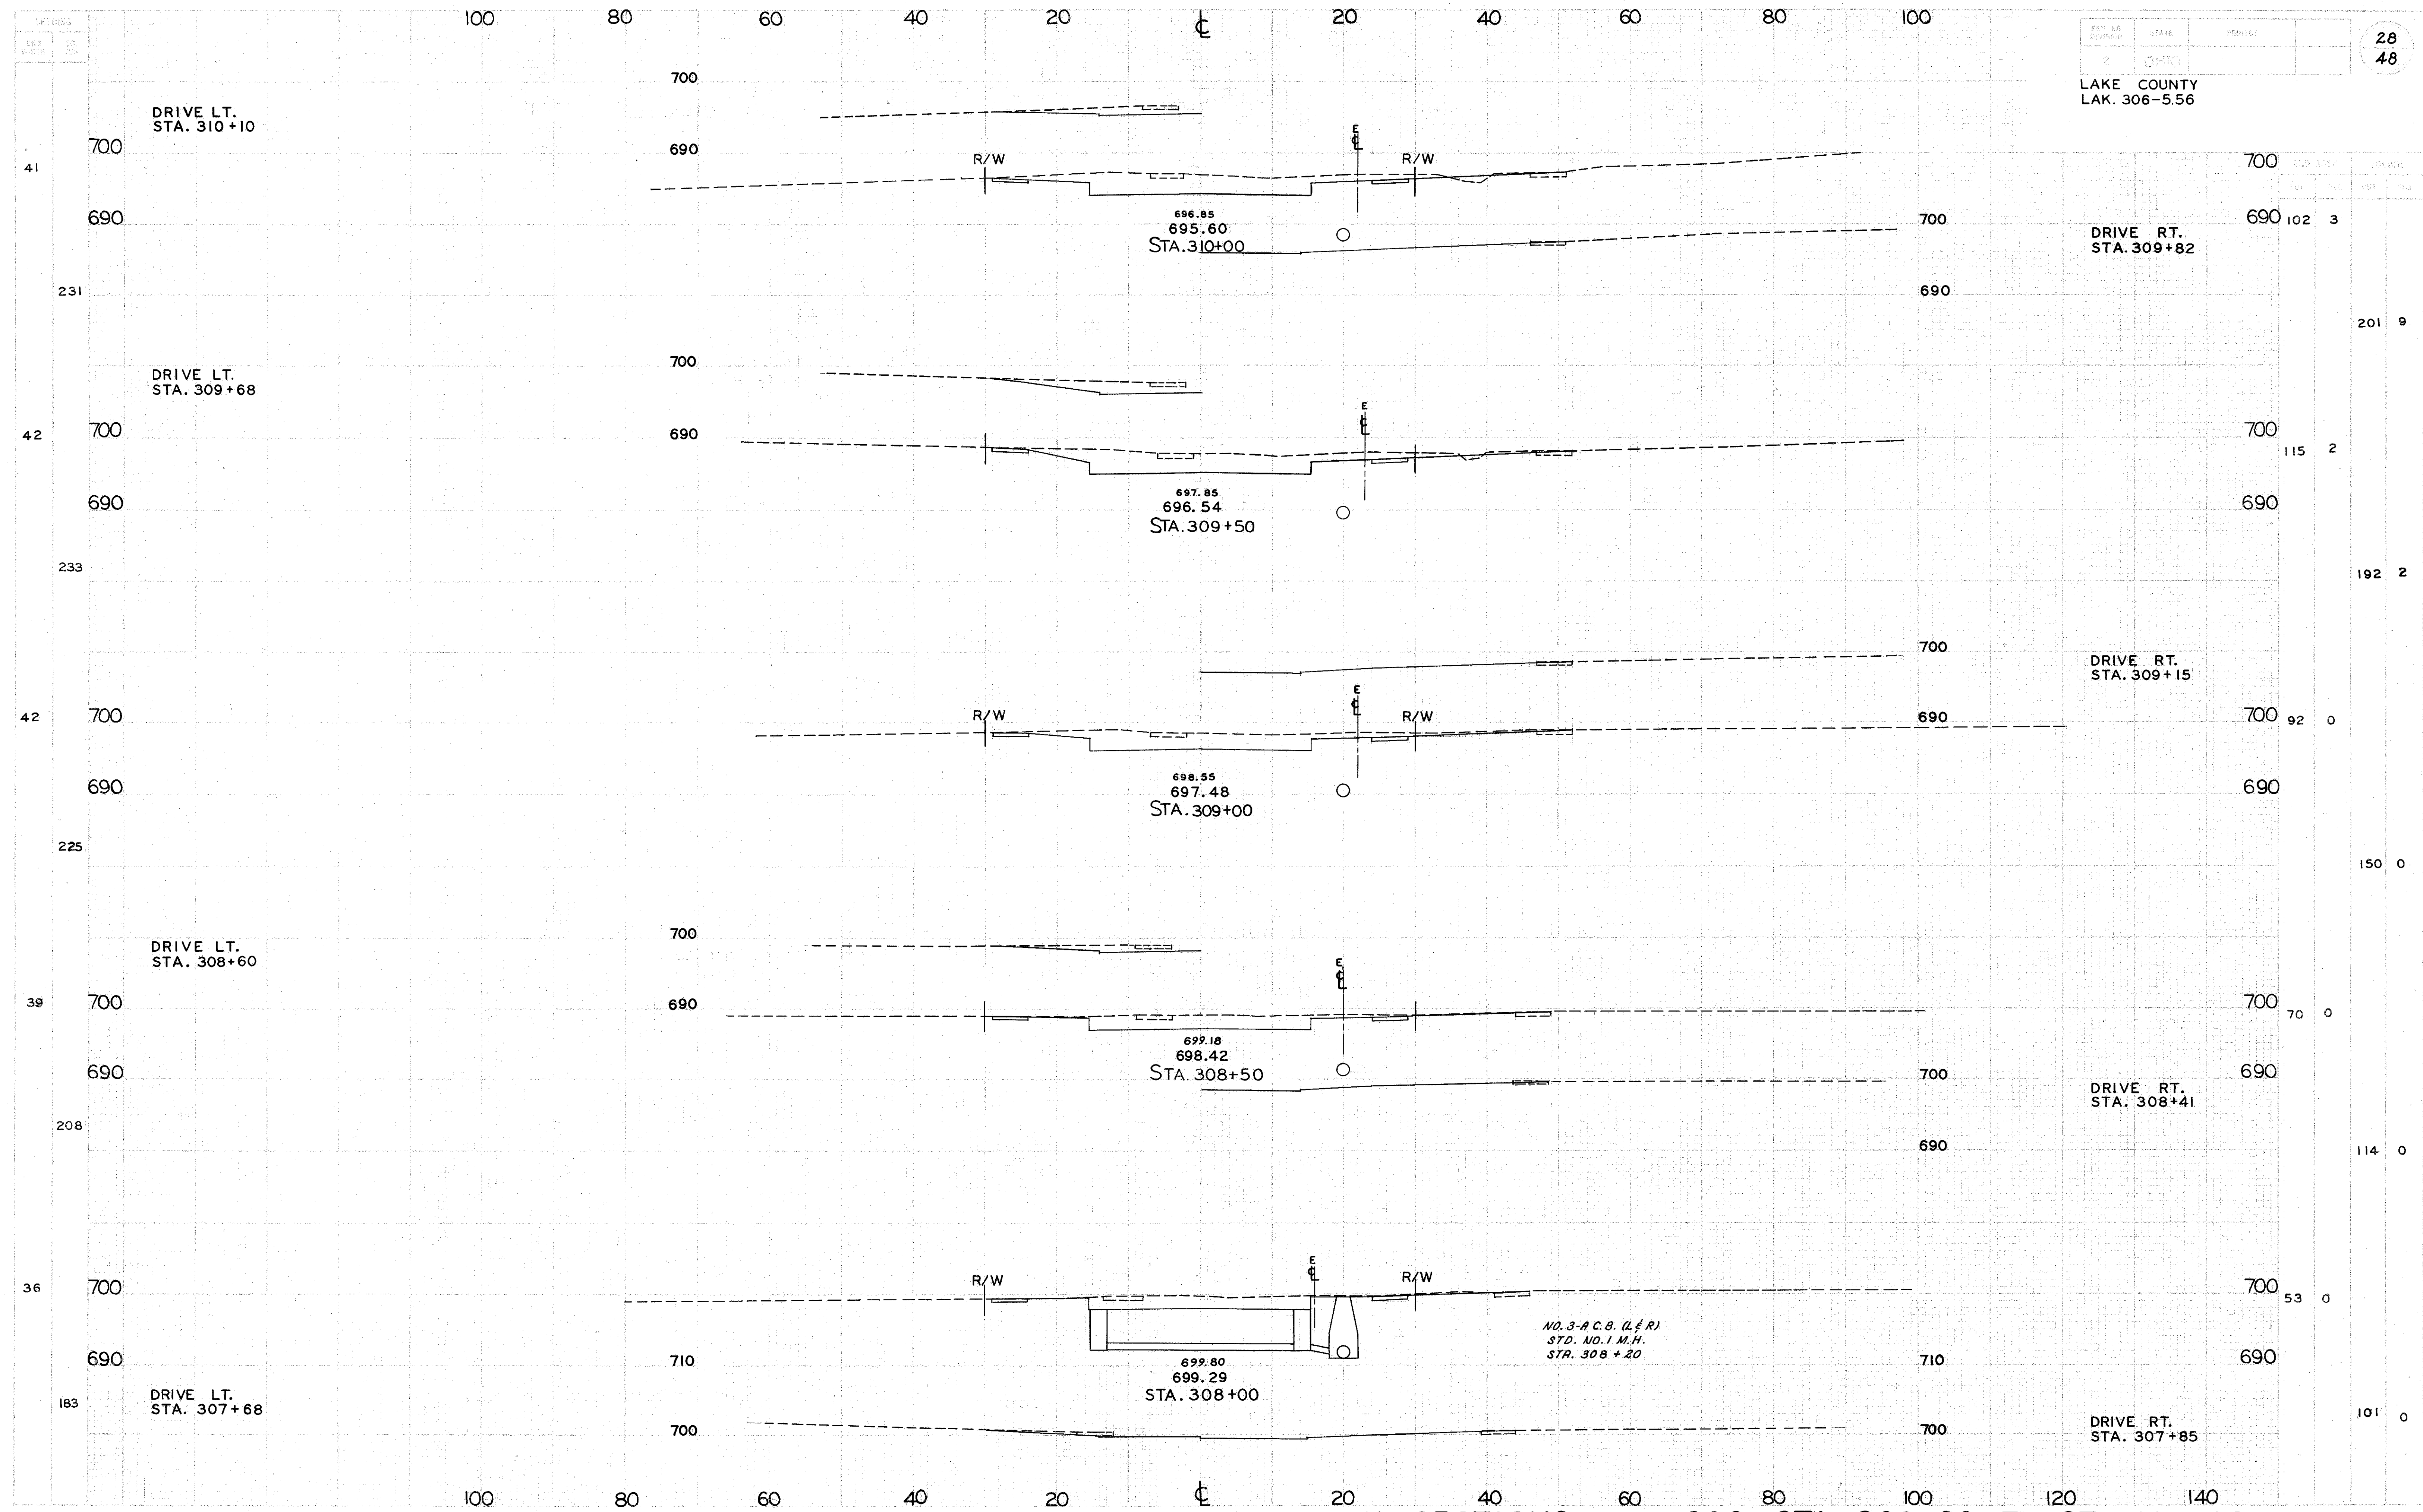 100 80 60 40 20 ℄ 20 40 60 80 100
28
48
OHIO
LAKE COUNTY
LAK. 306-5.56
700
DRIVE LT.
STA. 310+10
41 700 690 R/W E ℄ R/W 700
690 696.85 700 690 102 3
695.60
STA. 310+00
DRIVE RT.
STA. 309+82
231 690
201 9
700
DRIVE LT.
STA. 309+68
42 700 690 E ℄ 700 115 2
690 697.85 690
696.54
STA. 309+50
233 192 2
700
DRIVE RT.
STA. 309+15
42 700 R/W E ℄ R/W 690 700 92 0
690 698.55 690
697.48
STA. 309+00
225 150 0
700
DRIVE LT.
STA. 308+60
39 700 690 E ℄ 700 70 0
699.18
698.42
STA. 308+50
690 700 690
DRIVE RT.
STA. 308+41
208 690 114 0
36 700 R/W E ℄ R/W 700 53 0
NO. 3-A C.B. (L & R)
STD. NO. 1 M.H.
STA. 308+20
690 710 699.80 710 690
699.29
STA. 308+00
DRIVE LT.
STA. 307+68
183 101 0
700 700
DRIVE RT.
STA. 307+85
100 80 60 40 20 ℄ 20 40 60 80 100 120 140